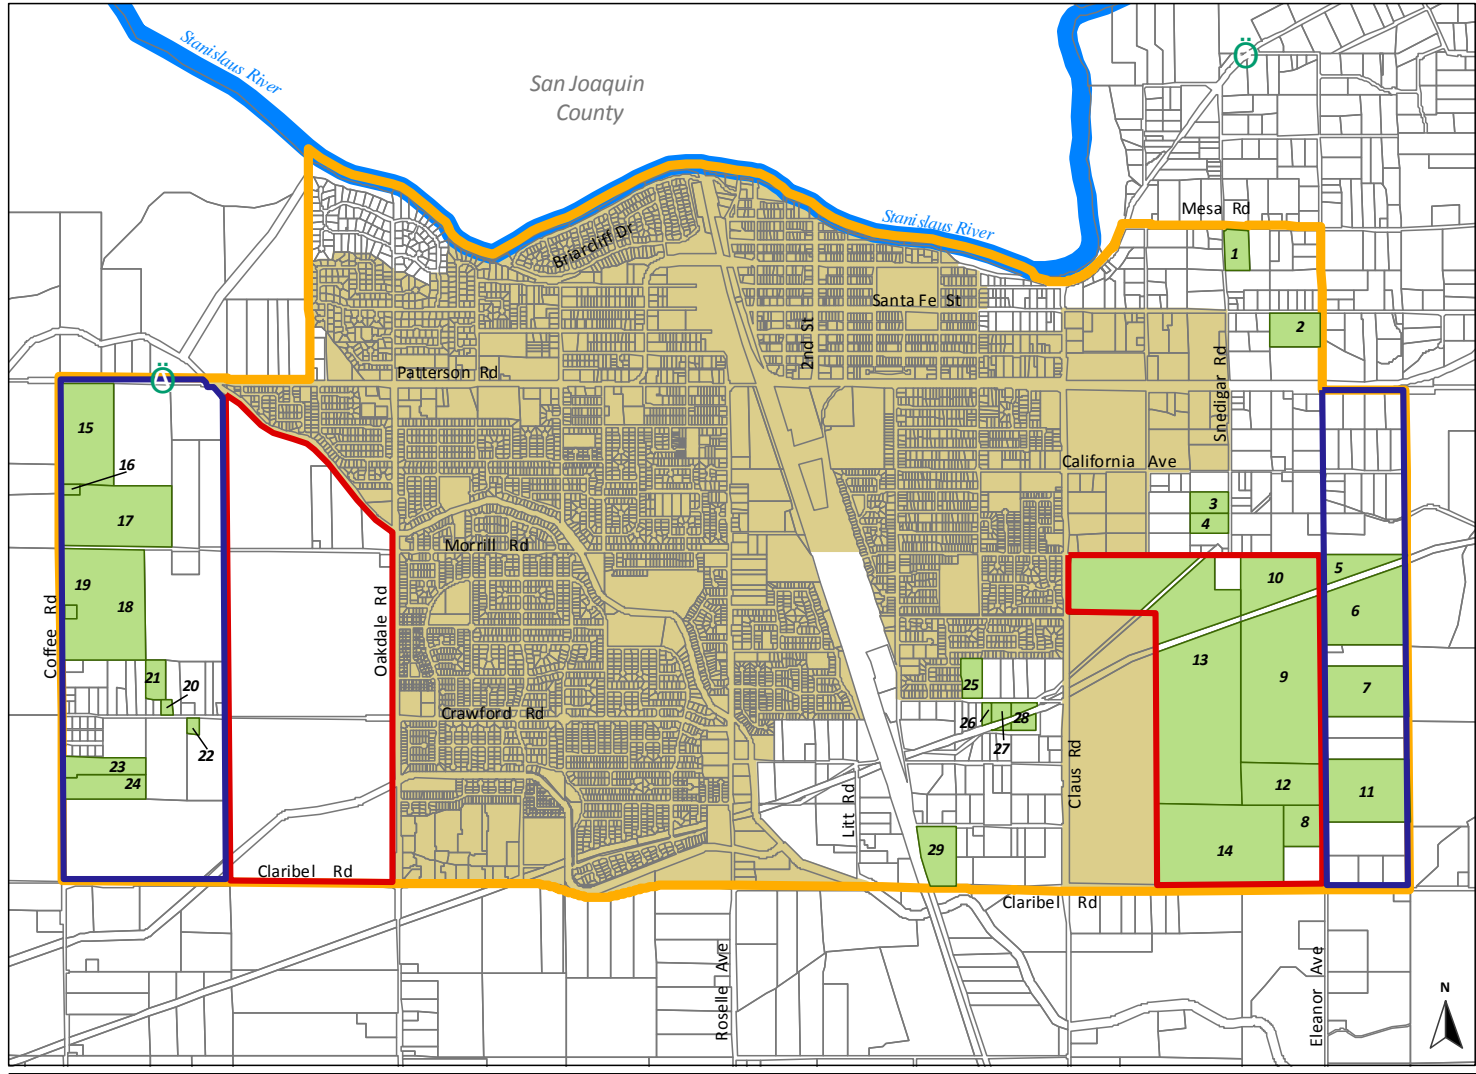 Stanislaus River
San Joaquin
County
Ö
Mesa Rd
Stanislaus River
Briarcliff Dr
1
Santa Fe St
2
2nd St
Snedigar Rd
Ö
Patterson Rd
15
16
California Ave
17
3
4
Morrill Rd
5
10
19
18
6
Coffee Rd
Oakdale Rd
13
9
21
20
25
7
Crawford Rd
26
28
22
27
23
24
Claus Rd
12
11
Litt Rd
8
29
14
Claribel Rd
Claribel Rd
Roselle Ave
Eleanor Ave
N